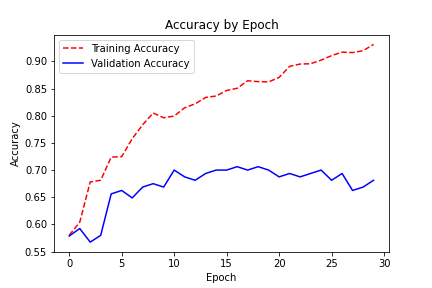 Accuracy by Epoch
Training Accuracy
Validation Accuracy
0.90
0.85
0.80
0.75
0.70
0.65
0.60
0.55
Accuracy
0 5 10 15 20 25 30
Epoch